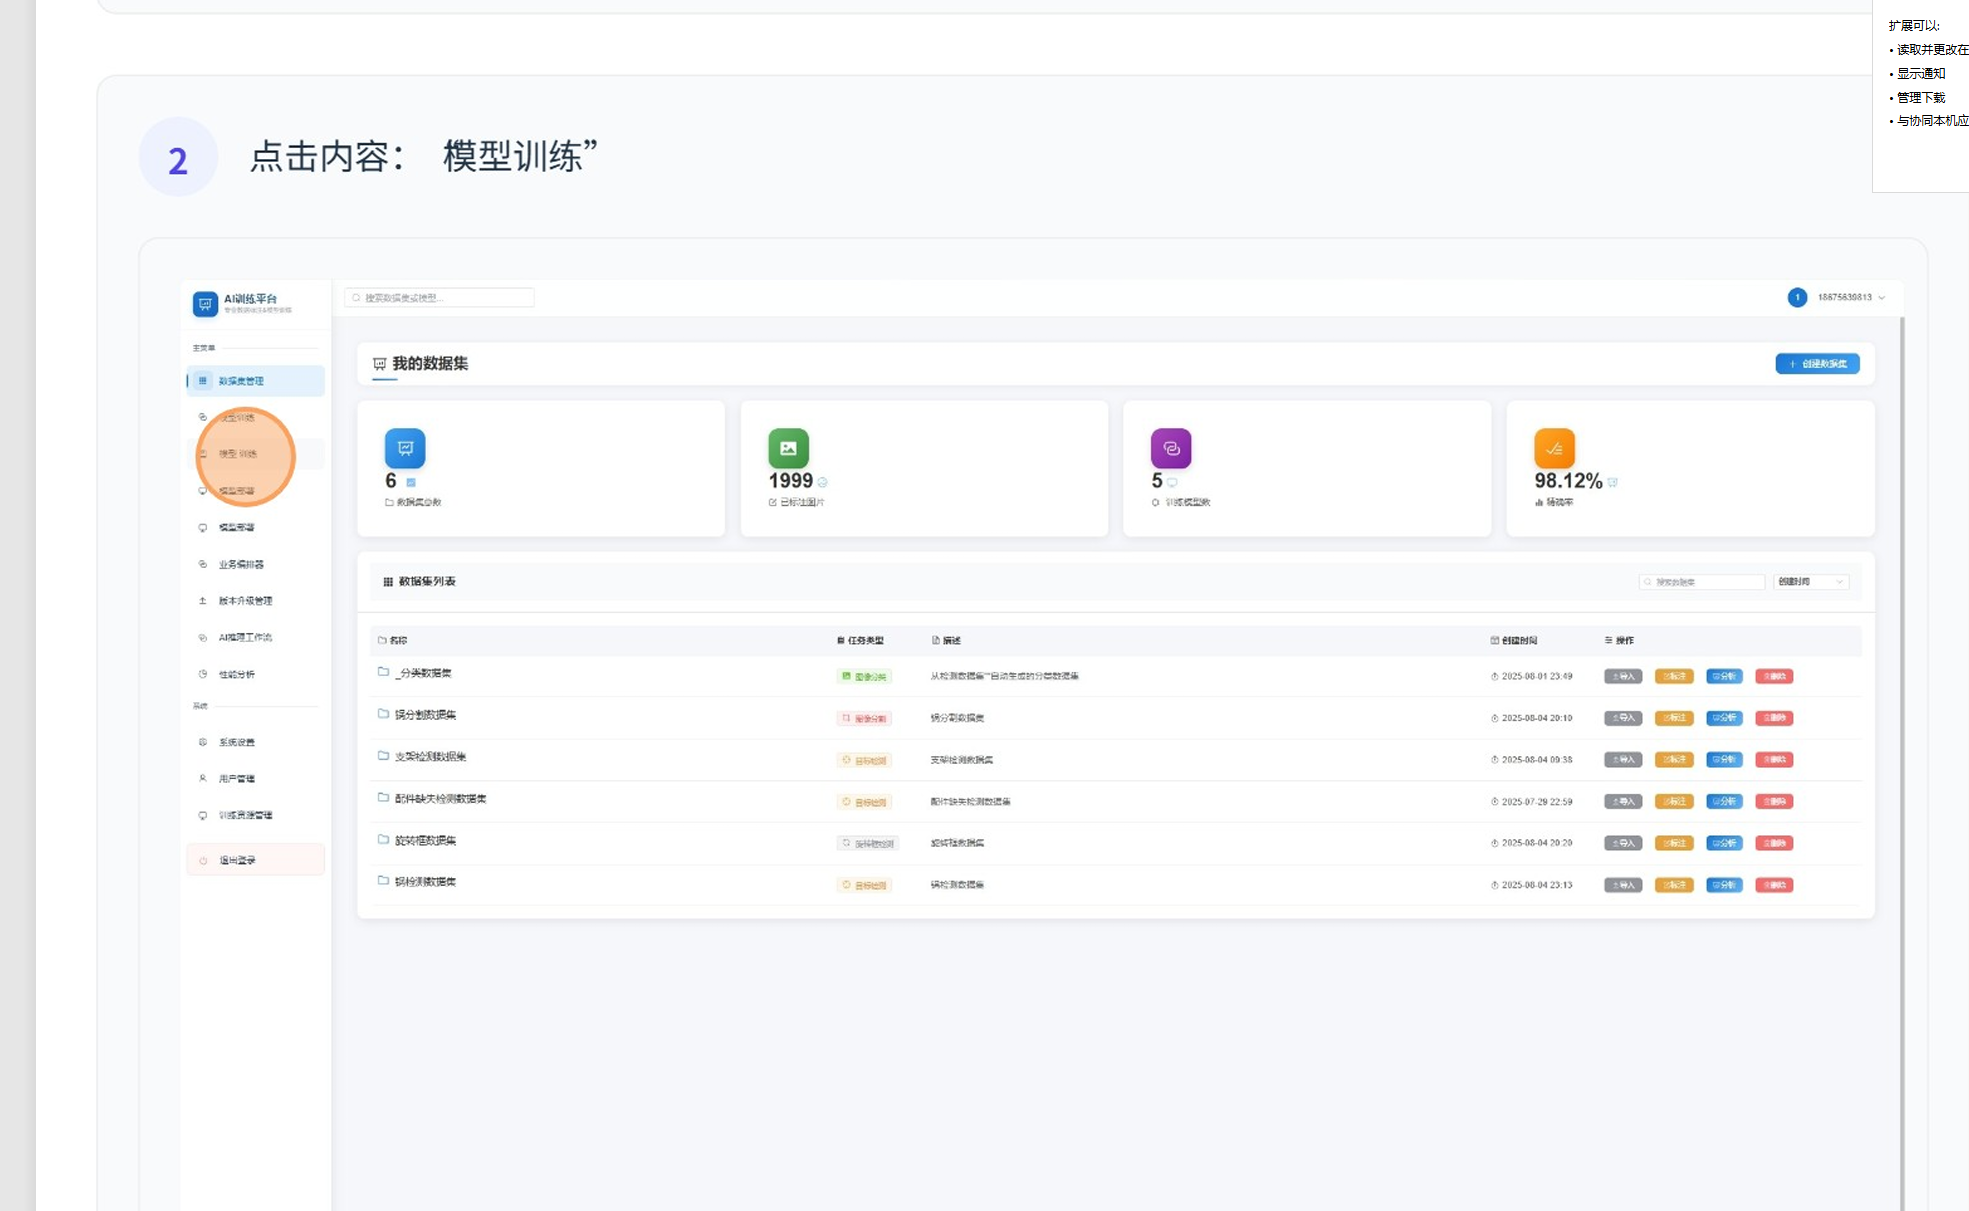 扩展可以:
• 读取并更改在
• 显示通知
• 管理下载
• 与协同本机应
2
点击内容： 模型训练”
AI训练平台
搜索数据集或模型...
1
18675639813
主菜单
数据集管理
模型训练
模型部署
模型部署
业务编排器
版本升级管理
AI推理工作流
性能分析
系统
系统设置
用户管理
训练资源管理
退出登录
我的数据集
+ 创建数据集
6
数据集总数
1999
已标注图片
5
训练模型数
98.12%
精确率
数据集列表
搜索数据集
创建时间
名称 任务类型 描述 创建时间 操作
_分类数据集 图像分类 从检测数据集""自动生成的分类数据集 2025-08-01 23:49 导入 标注 分析 删除
锅分割数据集 图像分割 锅分割数据集 2025-08-04 20:10 导入 标注 分析 删除
支架检测数据集 目标检测 支架检测数据集 2025-08-04 09:38 导入 标注 分析 删除
配件缺失检测数据集 目标检测 配件缺失检测数据集 2025-07-29 22:59 导入 标注 分析 删除
旋转框数据集 旋转框检测 旋转框数据集 2025-08-04 20:20 导入 标注 分析 删除
锅检测数据集 目标检测 锅检测数据集 2025-08-04 23:13 导入 标注 分析 删除